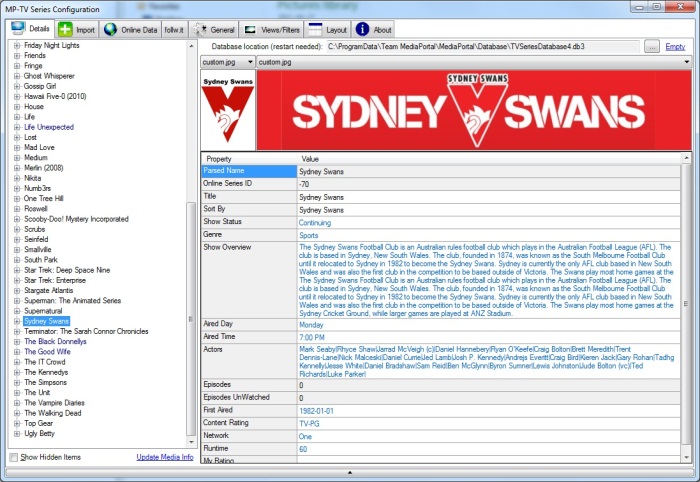 MP-TV Series Configuration
Details Import Online Data follw.it General Views/Filters Layout About
Database location (restart needed): C:\ProgramData\Team MediaPortal\MediaPortal\Database\TVSeriesDatabase4.db3 ... Empty
custom.jpg custom.jpg
Sydney Swans
SYDNEY SWANS
SYDNEY SWANS
Friday Night Lights
Friends
Fringe
Ghost Whisperer
Gossip Girl
Hawaii Five-0 (2010)
House
Life
Life Unexpected
Lost
Mad Love
Medium
Merlin (2008)
Nikita
Numb3rs
One Tree Hill
Roswell
Scooby-Doo! Mystery Incorporated
Scrubs
Seinfeld
Smallville
South Park
Star Trek: Deep Space Nine
Star Trek: Enterprise
Stargate Atlantis
Superman: The Animated Series
Supernatural
Sydney Swans
Terminator: The Sarah Connor Chronicles
The Black Donnellys
The Good Wife
The IT Crowd
The Kennedys
The Simpsons
The Unit
The Vampire Diaries
The Walking Dead
Top Gear
Ugly Betty
Show Hidden Items Update Media Info
Property Value
Parsed Name Sydney Swans
Online Series ID -70
Title Sydney Swans
Sort By Sydney Swans
Show Status Continuing
Genre Sports
Show Overview The Sydney Swans Football Club is an Australian rules football club which plays in the Australian Football League (AFL). The
club is based in Sydney, New South Wales. The club, founded in 1874, was known as the South Melbourne Football Club
until it relocated to Sydney in 1982 to become the Sydney Swans. Sydney is currently the only AFL club based in New South
Wales and was also the first club in the competition to be based outside of Victoria. The Swans play most home games at the
The Sydney Swans Football Club is an Australian rules football club which plays in the Australian Football League (AFL). The
club is based in Sydney, New South Wales. The club, founded in 1874, was known as the South Melbourne Football Club
until it relocated to Sydney in 1982 to become the Sydney Swans. Sydney is currently the only AFL club based in New South
Wales and was also the first club in the competition to be based outside of Victoria. The Swans play most home games at the
Sydney Cricket Ground, while larger games are played at ANZ Stadium.
Aired Day Monday
Aired Time 7:00 PM
Actors Mark Seaby|Rhyce Shaw|Jarrad McVeigh (c)|Daniel Hannebery|Ryan O'Keefe|Craig Bolton|Brett Meredith|Trent
Dennis-Lane|Nick Malceski|Daniel Currie|Jed Lamb|Josh P. Kennedy|Andrejs Everitt|Craig Bird|Kieren Jack|Gary Rohan|Tadhg
Kennelly|Jesse White|Daniel Bradshaw|Sam Reid|Ben McGlynn|Byron Sumner|Lewis Johnston|Jude Bolton (vc)|Ted
Richards|Luke Parker|
Episodes 0
Episodes UnWatched 0
First Aired 1982-01-01
Content Rating TV-PG
Network One
Runtime 60
My Rating